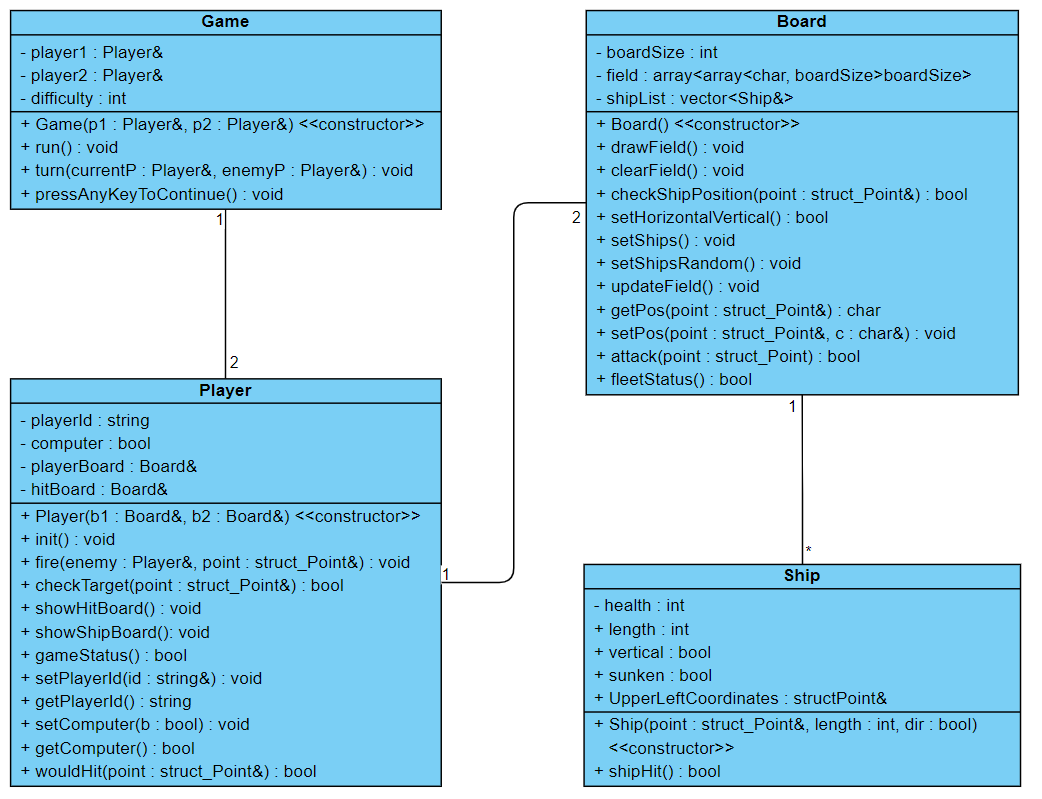 Game
- player1 : Player&
- player2 : Player&
- difficulty : int
+ Game(p1 : Player&, p2 : Player&) <<constructor>>
+ run() : void
+ turn(currentP : Player&, enemyP : Player&) : void
+ pressAnyKeyToContinue() : void
1
2
Player
- playerId : string
- computer : bool
- playerBoard : Board&
- hitBoard : Board&
+ Player(b1 : Board&, b2 : Board&) <<constructor>>
+ init() : void
+ fire(enemy : Player&, point : struct_Point&) : void
+ checkTarget(point : struct_Point&) : bool
+ showHitBoard() : void
+ showShipBoard(): void
+ gameStatus() : bool
+ setPlayerId(id : string&) : void
+ getPlayerId() : string
+ setComputer(b : bool) : void
+ getComputer() : bool
+ wouldHit(point : struct_Point&) : bool
1
2
Board
- boardSize : int
- field : array<array<char, boardSize>boardSize>
- shipList : vector<Ship&>
+ Board() <<constructor>>
+ drawField() : void
+ clearField() : void
+ checkShipPosition(point : struct_Point&) : bool
+ setHorizontalVertical() : bool
+ setShips() : void
+ setShipsRandom() : void
+ updateField() : void
+ getPos(point : struct_Point&) : char
+ setPos(point : struct_Point&, c : char&) : void
+ attack(point : struct_Point) : bool
+ fleetStatus() : bool
1
*
Ship
- health : int
+ length : int
+ vertical : bool
+ sunken : bool
+ UpperLeftCoordinates : structPoint&
+ Ship(point : struct_Point&, length : int, dir : bool)
<<constructor>>
+ shipHit() : bool